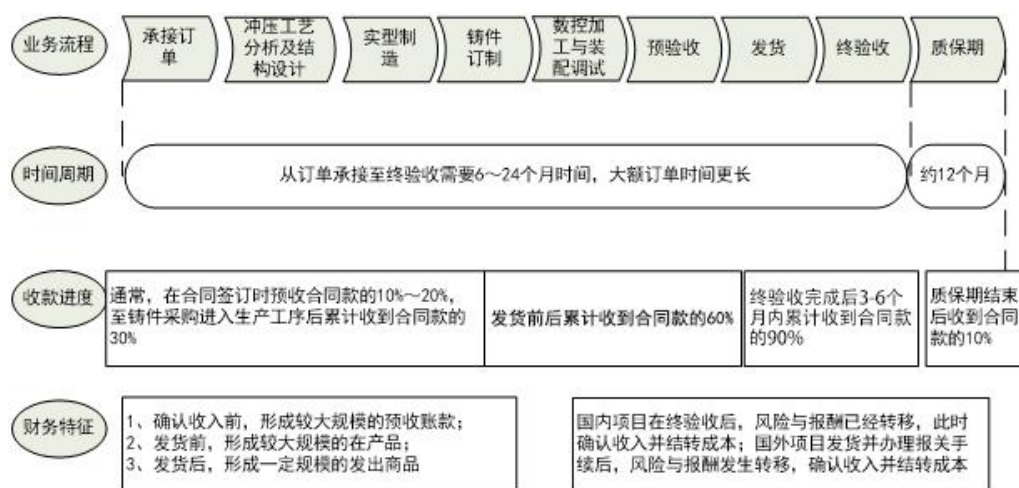 业务流程
承接订
单
冲压工艺
分析及结
构设计
实型制
造
铸件
订制
数控加
工与装
配调试
预验收
发货
终验收
质保期
时间周期
从订单承接至终验收需要6～24个月时间，大额订单时间更长
约12个月
收款进度
通常，在合同签订时预收合同款的10%～20%，
至铸件采购进入生产工序后累计收到合同款的
30%
发货前后累计收到合同款的60%
终验收完成后3-6个
月内累计收到合同款
的90%
质保期结束
后收到合同
款的10%
财务特征
1、确认收入前，形成较大规模的预收账款；
2、发货前，形成较大规模的在产品；
3、发货后，形成一定规模的发出商品
国内项目在终验收后，风险与报酬已经转移，此时
确认收入并结转成本；国外项目发货并办理报关手
续后，风险与报酬发生转移，确认收入并结转成本